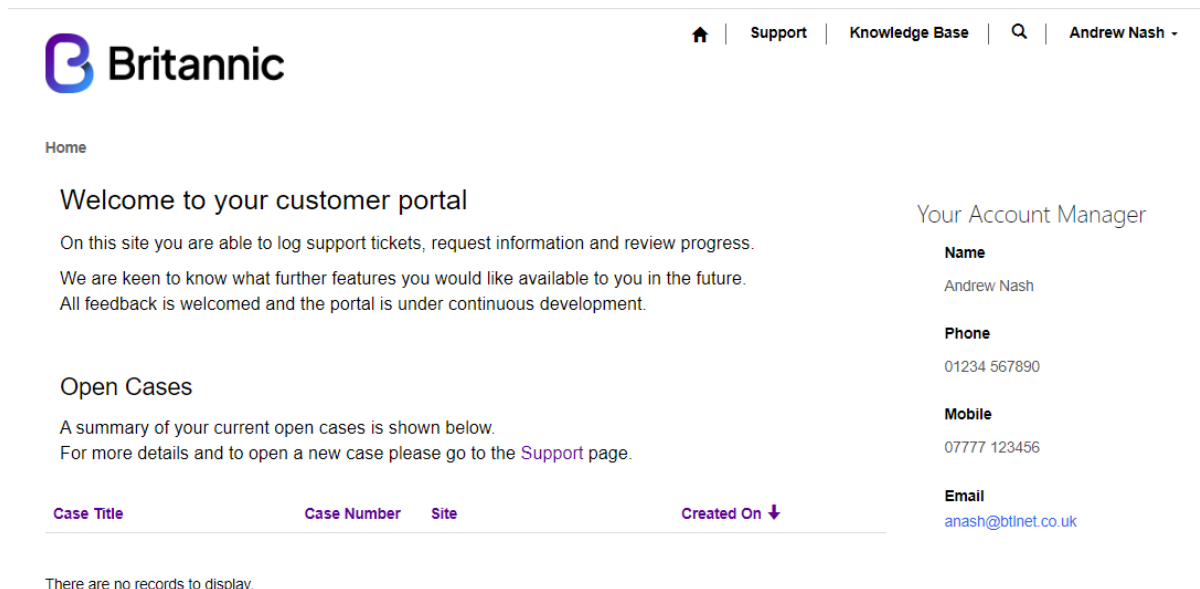 Britannic
Support
Knowledge Base
Andrew Nash
Home
Welcome to your customer portal
On this site you are able to log support tickets, request information and review progress.
We are keen to know what further features you would like available to you in the future.
All feedback is welcomed and the portal is under continuous development.
Open Cases
A summary of your current open cases is shown below.
For more details and to open a new case please go to the Support page.
Case Title Case Number Site Created On
There are no records to display.
Your Account Manager
Name
Andrew Nash
Phone
01234 567890
Mobile
07777 123456
Email
anash@btlnet.co.uk